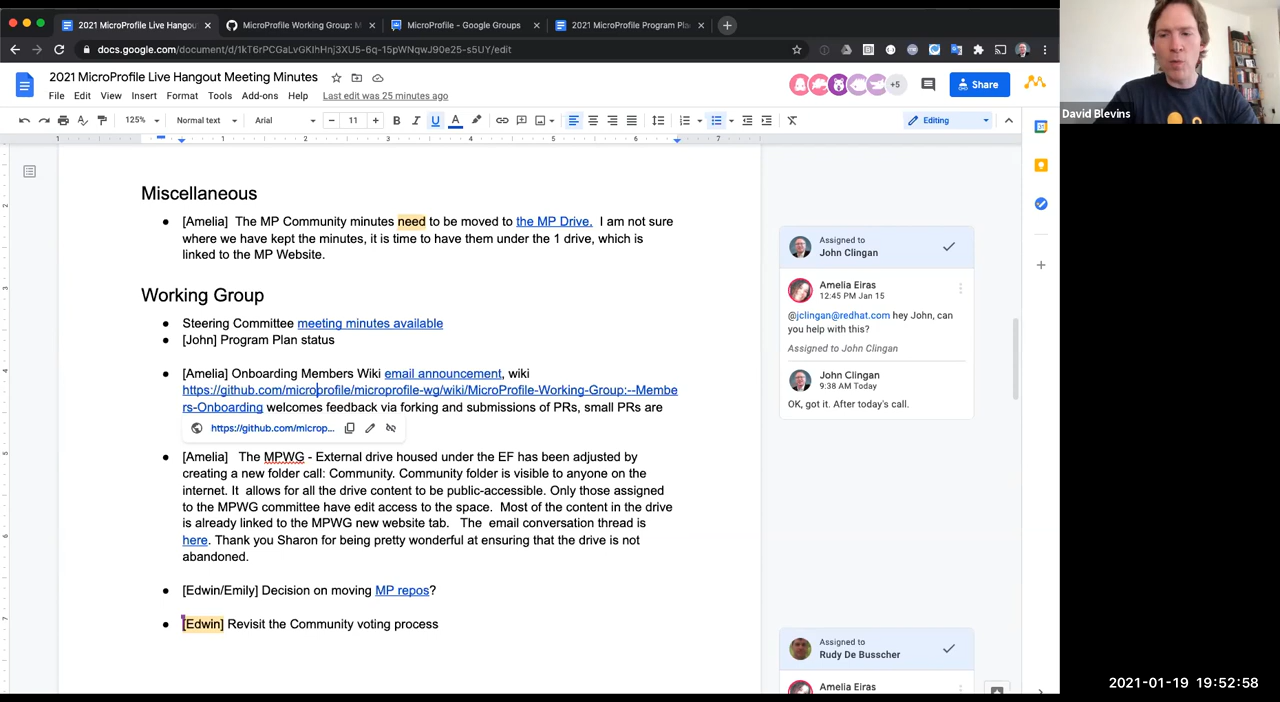 2021 MicroProfile Live Hangou
MicroProfile Working Group: M
MicroProfile - Google Groups
2021 MicroProfile Program Pla
docs.google.com/document/d/1kT6rPCGaLvGKIhHnj3XU5-6q-15pWNqwJ90e25-s5UY/edit
2021 MicroProfile Live Hangout Meeting Minutes
File Edit View Insert Format Tools Add-ons Help Last edit was 25 minutes ago
+5
Share
125% Normal text Arial 11 B I U A Editing
1 1 2 3 4 5 6 7
Miscellaneous
[Amelia] The MP Community minutes need to be moved to the MP Drive. I am not sure
where we have kept the minutes, it is time to have them under the 1 drive, which is
linked to the MP Website.
Working Group
Steering Committee meeting minutes available
[John] Program Plan status
[Amelia] Onboarding Members Wiki email announcement, wiki
https://github.com/microprofile/microprofile-wg/wiki/MicroProfile-Working-Group:--Membe
rs-Onboarding welcomes feedback via forking and submissions of PRs, small PRs are
https://github.com/microp...
[Amelia] The MPWG - External drive housed under the EF has been adjusted by
creating a new folder call: Community. Community folder is visible to anyone on the
internet. It allows for all the drive content to be public-accessible. Only those assigned
to the MPWG committee have edit access to the space. Most of the content in the drive
is already linked to the MPWG new website tab. The email conversation thread is
here. Thank you Sharon for being pretty wonderful at ensuring that the drive is not
abandoned.
[Edwin/Emily] Decision on moving MP repos?
[Edwin] Revisit the Community voting process
Assigned to
John Clingan
Amelia Eiras
12:45 PM Jan 15
@jclingan@redhat.com hey John, can
you help with this?
Assigned to John Clingan
John Clingan
9:38 AM Today
OK, got it. After today's call.
Assigned to
Rudy De Busscher
Amelia Eiras
David Blevins
2021-01-19 19:52:58